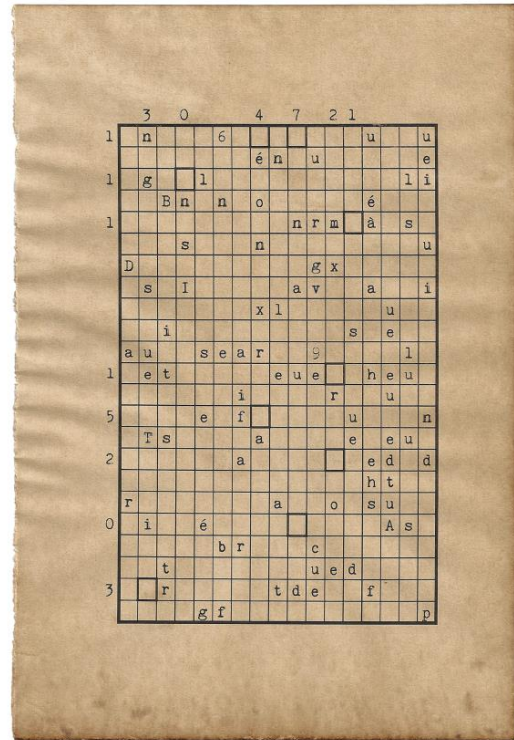 3 0 4 7 2 1
1 n 6 u u
é n u e
1 g l l i
B n n o é
1 n r m à s
s n u
D g x
s I a v a i
x l u
i s e
a u s e a r 9 l
1 e t e u e h e u
i r u
5 e f u n
T s a e e u
2 a e d d
h t
r a o s u
0 i é A s
b r c
t u e d
3 r t d e f
g f p